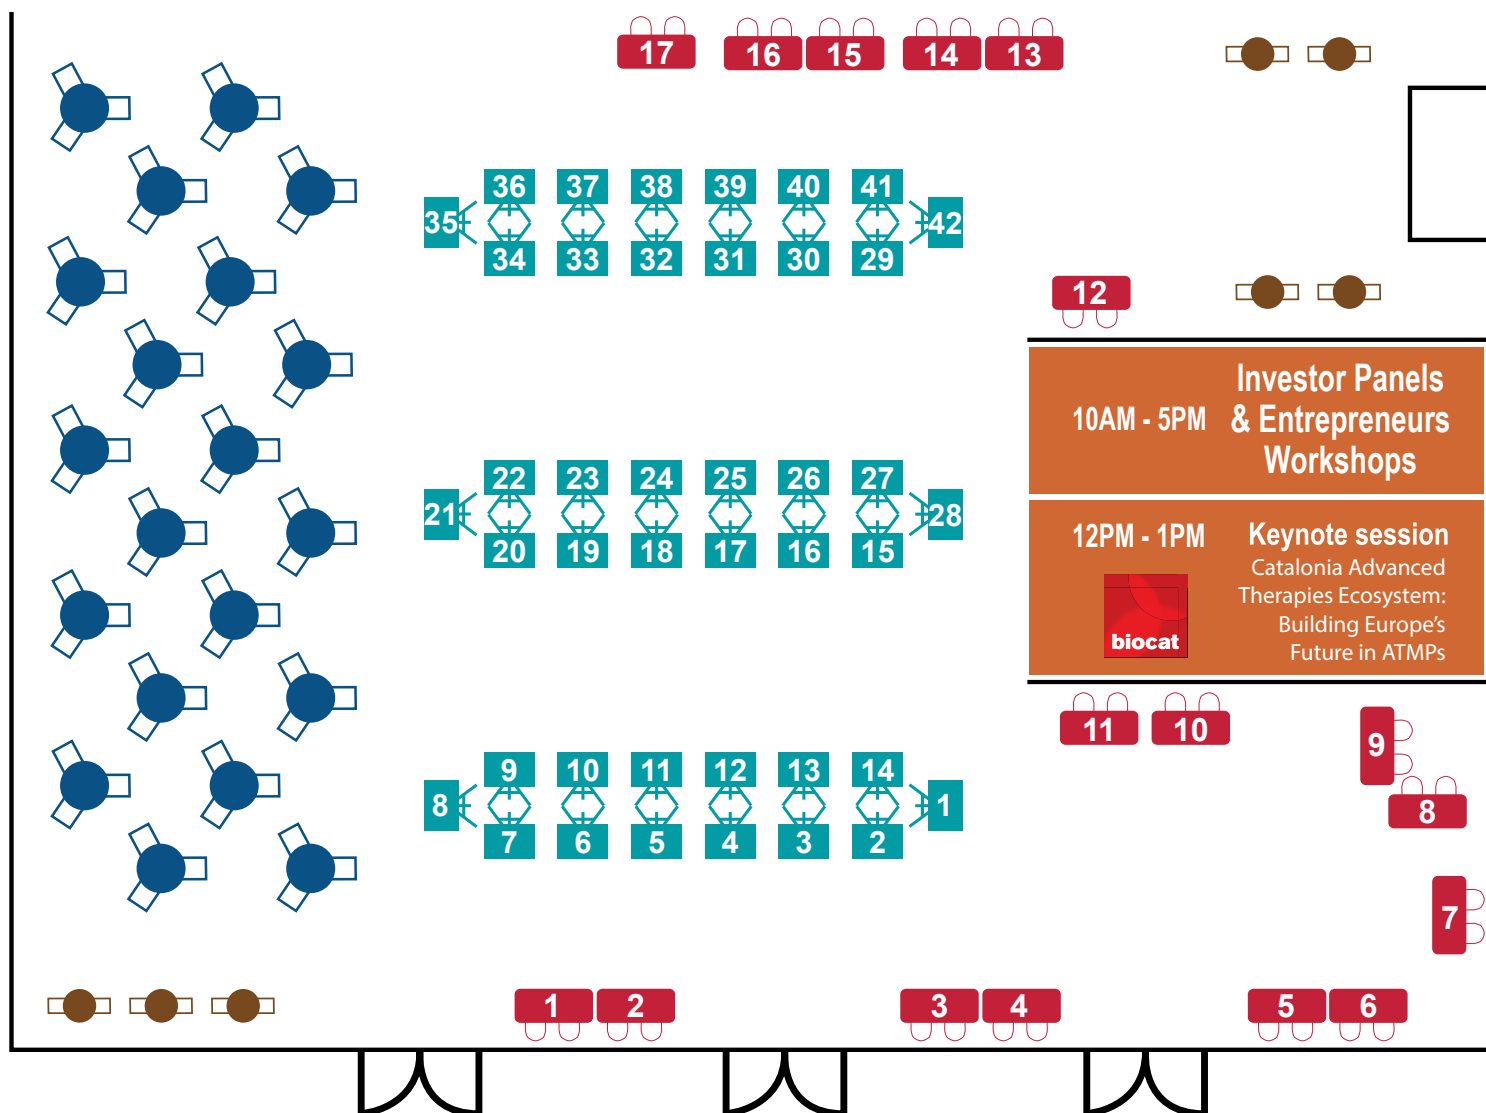 17 16 15 14 13
36 37 38 39 40 41
35 42
34 33 32 31 30 29
12
Investor Panels
10AM - 5PM & Entrepreneurs
Workshops
22 23 24 25 26 27
21 28
20 19 18 17 16 15
12PM - 1PM Keynote session
Catalonia Advanced
Therapies Ecosystem:
Building Europe's
Future in ATMPs
biocat
11 10
9
8
9 10 11 12 13 14
8 1
7 6 5 4 3 2
7
1 2 3 4 5 6